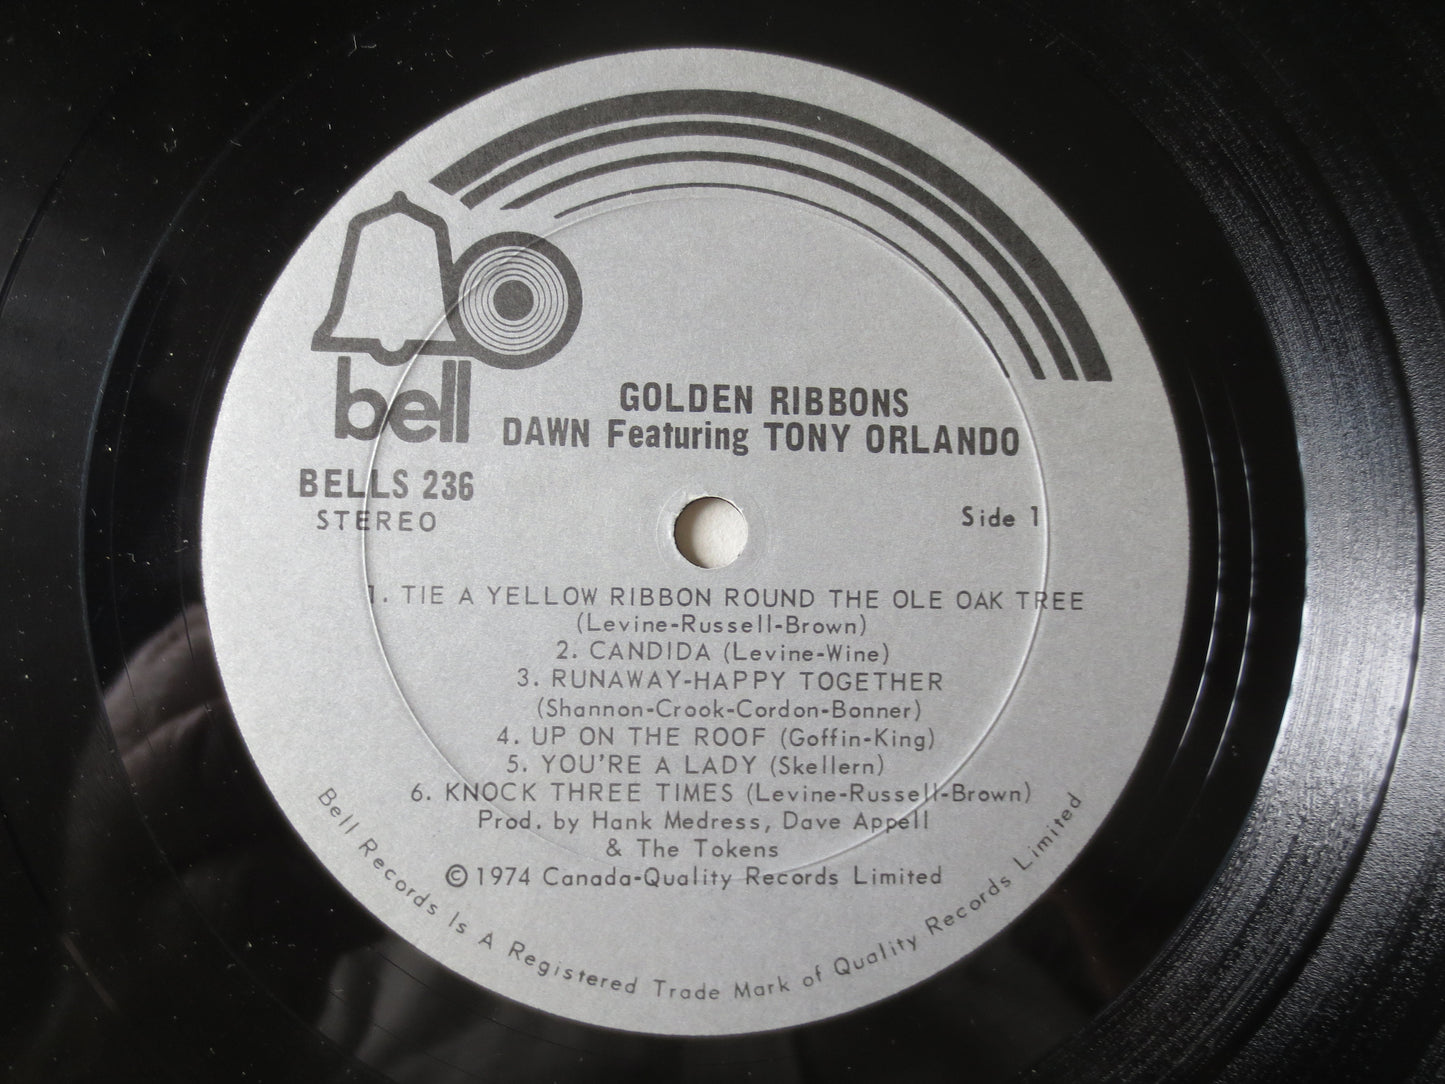 bell
GOLDEN RIBBONS
DAWN Featuring TONY ORLANDO
BELLS 236
STEREO
Side 1
1. TIE A YELLOW RIBBON ROUND THE OLE OAK TREE
(Levine-Russell-Brown)
2. CANDIDA (Levine-Wine)
3. RUNAWAY-HAPPY TOGETHER
(Shannon-Crook-Cordon-Bonner)
4. UP ON THE ROOF (Goffin-King)
5. YOU'RE A LADY (Skellern)
6. KNOCK THREE TIMES (Levine-Russell-Brown)
Prod. by Hank Medress, Dave Appell
& The Tokens
©1974 Canada-Quality Records Limited
Bell Records Is A Registered Trade Mark of Quality Records Limited